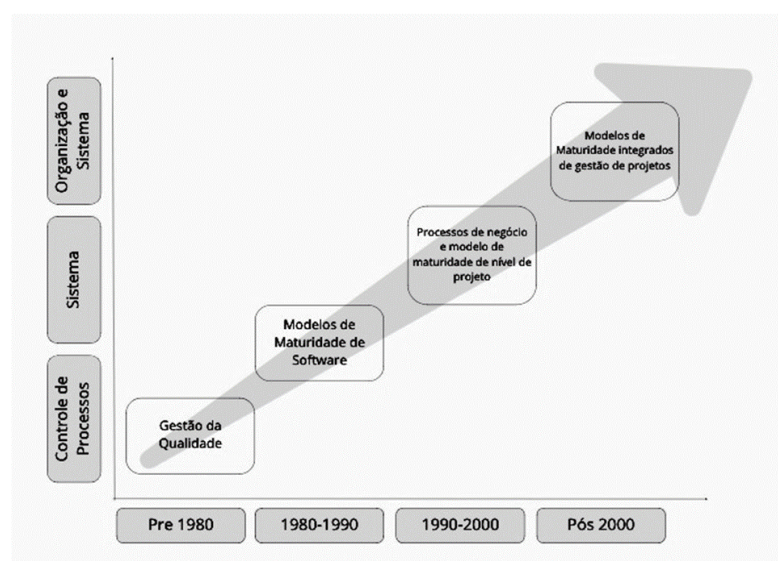 Organização e
Sistema
Modelos de
Maturidade integrados
de gestão de projetos
Sistema
Processos de negócio
e modelo de
maturidade de nível de
projeto
Modelos de
Maturidade de
Software
Controle de
Processos
Gestão da
Qualidade
Pre 1980
1980-1990
1990-2000
Pós 2000